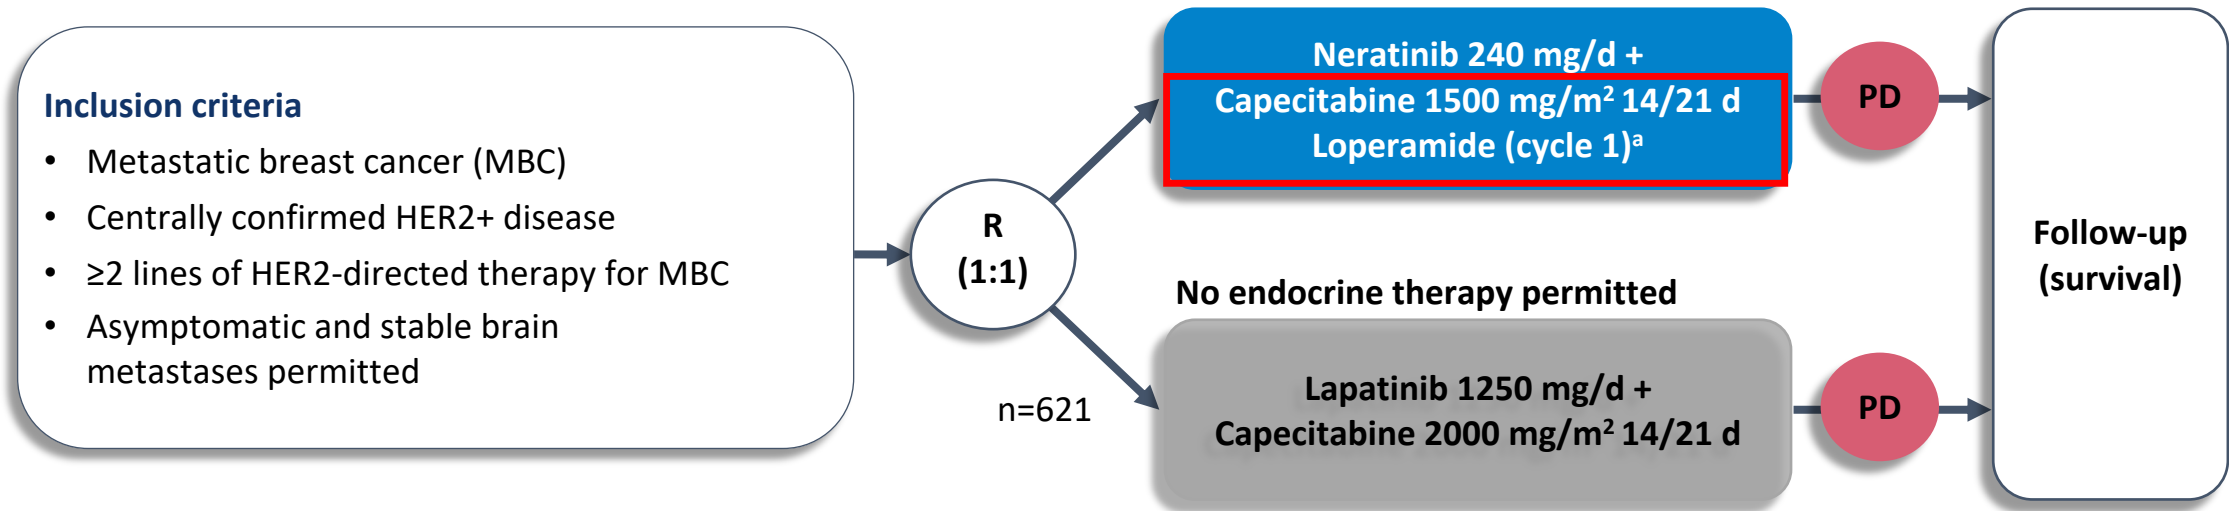 Inclusion criteria
• Metastatic breast cancer (MBC)
• Centrally confirmed HER2+ disease
• ≥2 lines of HER2-directed therapy for MBC
• Asymptomatic and stable brain
metastases permitted
R
(1:1)
n=621
Neratinib 240 mg/d +
Capecitabine 1500 mg/m² 14/21 d
Loperamide (cycle 1)ᵃ
PD
No endocrine therapy permitted
Lapatinib 1250 mg/d +
Capecitabine 2000 mg/m² 14/21 d
PD
Follow-up
(survival)